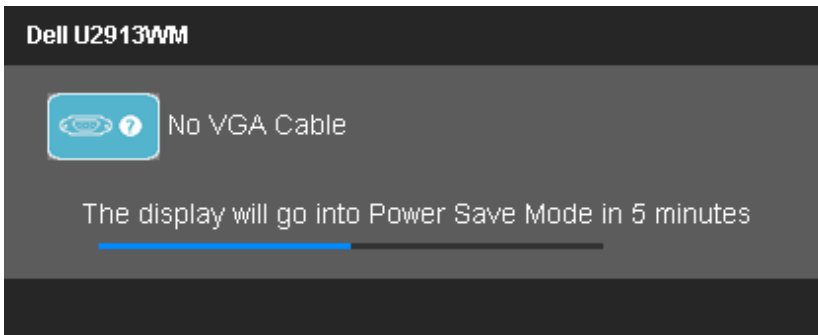 Dell U2913WM
? No VGA Cable
The display will go into Power Save Mode in 5 minutes